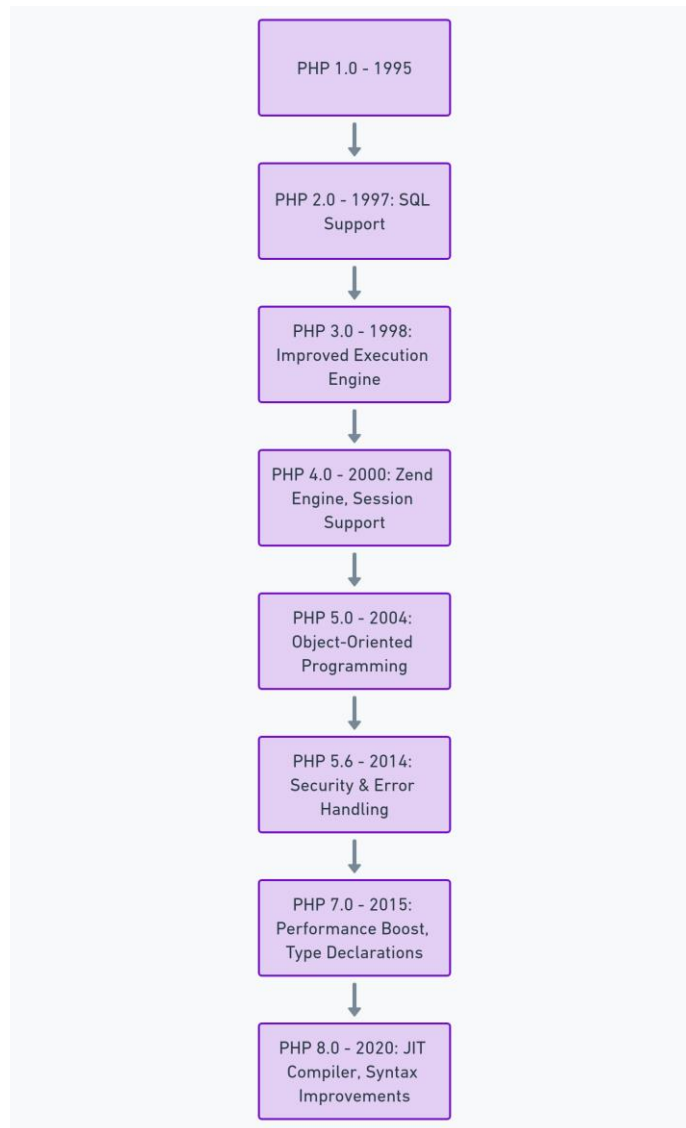 PHP 1.0 - 1995
PHP 2.0 - 1997: SQL
Support
PHP 3.0 - 1998:
Improved Execution
Engine
PHP 4.0 - 2000: Zend
Engine, Session
Support
PHP 5.0 - 2004:
Object-Oriented
Programming
PHP 5.6 - 2014:
Security & Error
Handling
PHP 7.0 - 2015:
Performance Boost,
Type Declarations
PHP 8.0 - 2020: JIT
Compiler, Syntax
Improvements